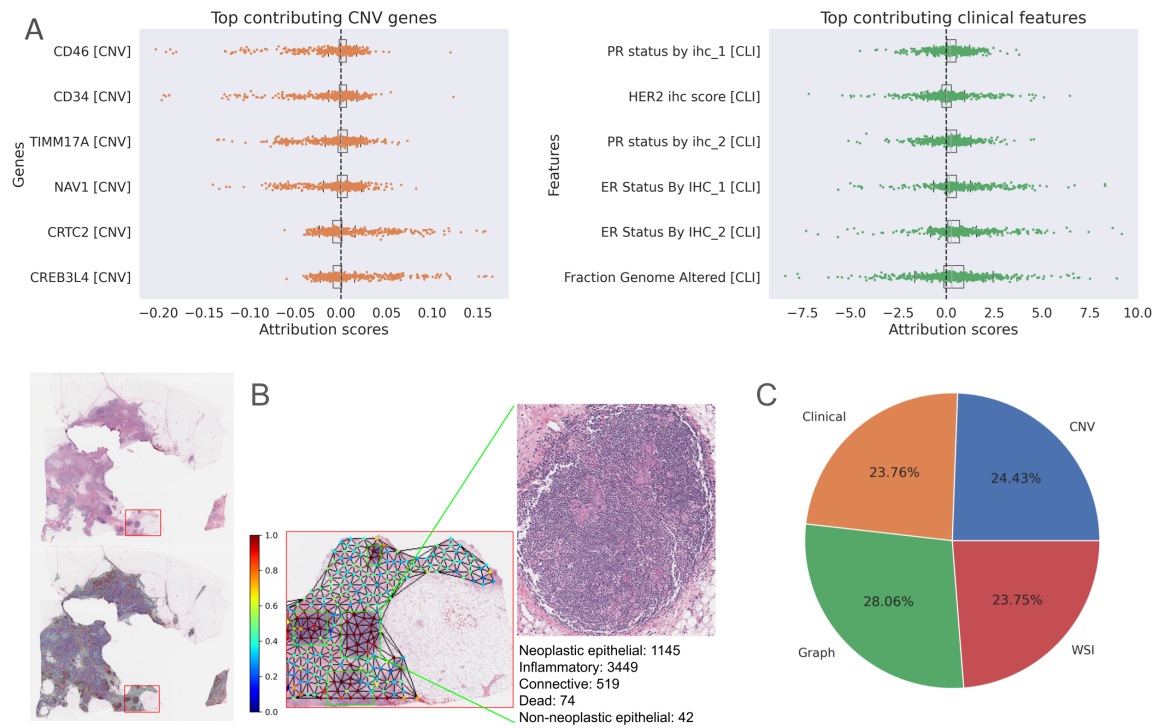 A
Top contributing CNV genes
Genes
CD46 [CNV]
CD34 [CNV]
TIMM17A [CNV]
NAV1 [CNV]
CRTC2 [CNV]
CREB3L4 [CNV]
−0.20 −0.15 −0.10 −0.05 0.00 0.05 0.10 0.15
Attribution scores
Top contributing clinical features
Features
PR status by ihc_1 [CLI]
HER2 ihc score [CLI]
PR status by ihc_2 [CLI]
ER Status By IHC_1 [CLI]
ER Status By IHC_2 [CLI]
Fraction Genome Altered [CLI]
−7.5 −5.0 −2.5 0.0 2.5 5.0 7.5 10.0
Attribution scores
B
1.0
0.8
0.6
0.4
0.2
0.0
Neoplastic epithelial: 1145
Inflammatory: 3449
Connective: 519
Dead: 74
Non-neoplastic epithelial: 42
C
Clinical
CNV
23.76%
24.43%
28.06%
23.75%
Graph
WSI